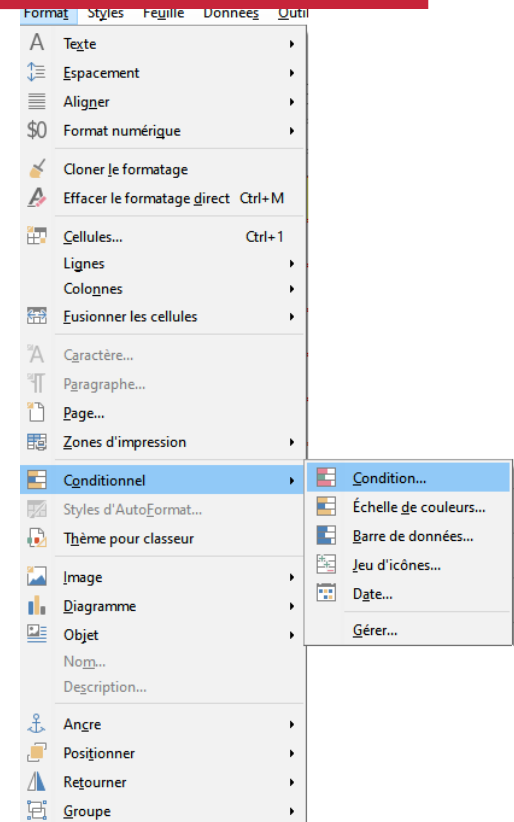 Format Styles Feuille Données Outil
Texte
Espacement
Aligner
$0 Format numérique
Cloner le formatage
Effacer le formatage direct Ctrl+M
Cellules... Ctrl+1
Lignes
Colonnes
Fusionner les cellules
Caractère...
Paragraphe...
Page...
Zones d'impression
Conditionnel
Condition...
Échelle de couleurs...
Barre de données...
Jeu d'icônes...
Date...
Gérer...
Styles d'AutoFormat...
Thème pour classeur
Image
Diagramme
Objet
Nom...
Description...
Ancre
Positionner
Retourner
Groupe